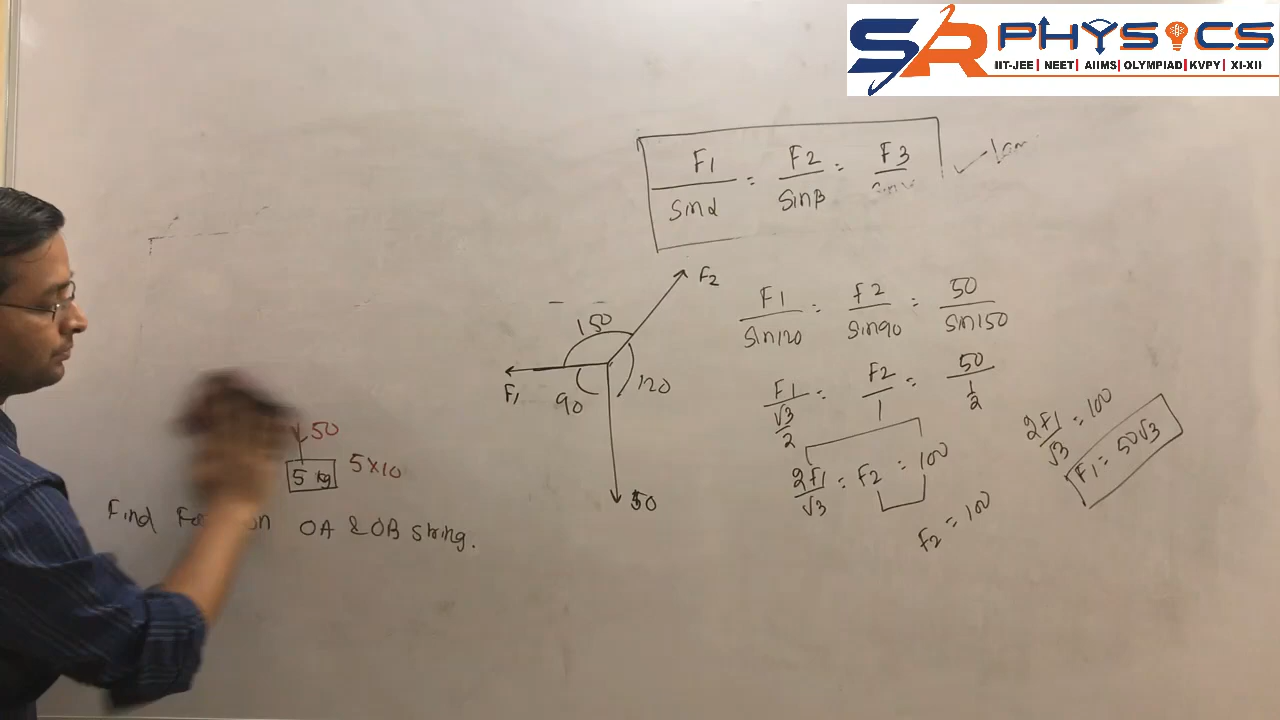 SR PHYSICS
IIT-JEE | NEET | AIIMS | OLYMPIAD | KVPY | XI-XII
F1/sinα = F2/sinβ = F3/
F2
150
F1
90
120
50
F1/sin120 = F2/sin90 = 50/sin150
F1/(√3/2) = F2/1 = 50/(1/2)
2F1/√3 = F2 = 100
F2 = 100
2F1/√3 = 100
F1 = 50√3
50
5 kg
5×10
Find on OA & OB string.